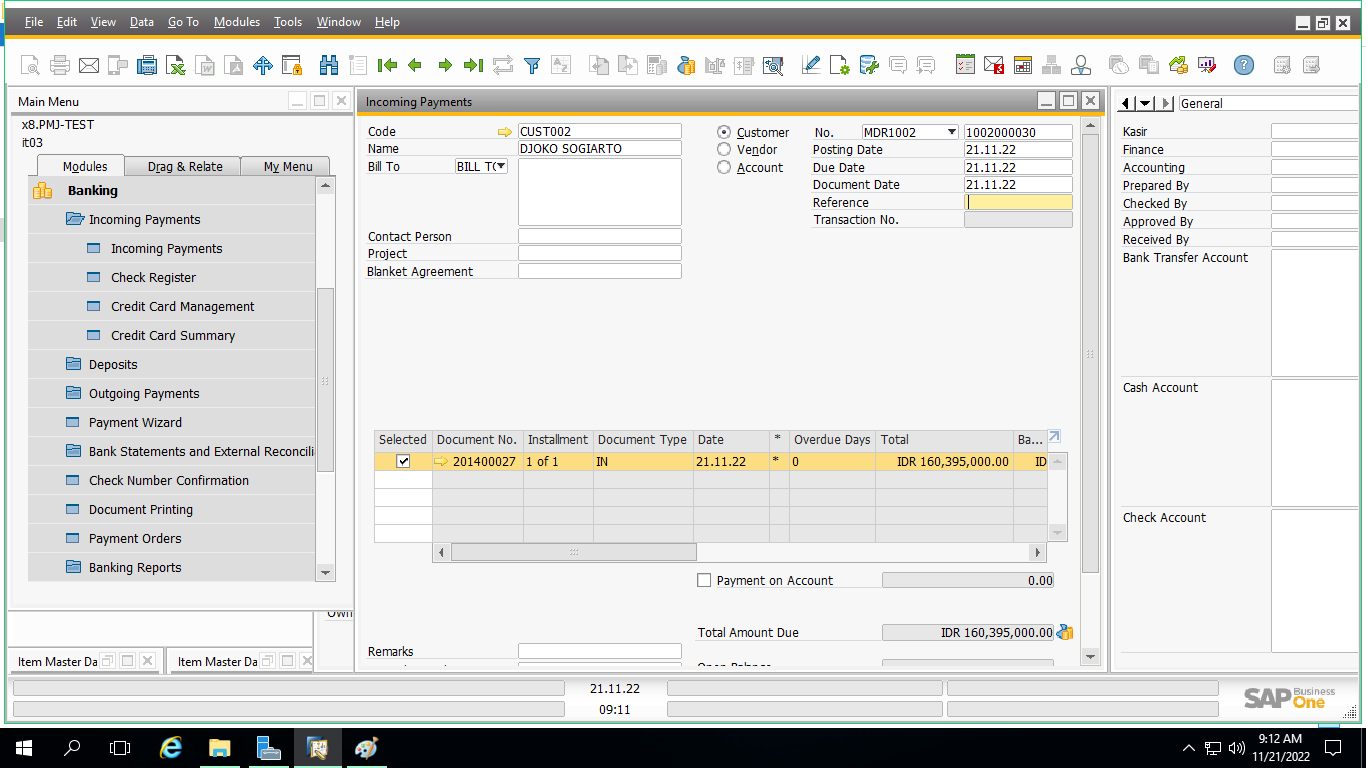 File Edit View Data Go To Modules Tools Window Help
Main Menu
x8.PMJ-TEST
it03
Modules Drag & Relate My Menu
Banking
Incoming Payments
Incoming Payments
Check Register
Credit Card Management
Credit Card Summary
Deposits
Outgoing Payments
Payment Wizard
Bank Statements and External Reconcili
Check Number Confirmation
Document Printing
Payment Orders
Banking Reports
Incoming Payments
Code CUST002
Name DJOKO SOGIARTO
Bill To BILL T
Contact Person
Project
Blanket Agreement
Customer
Vendor
Account
No. MDR1002 1002000030
Posting Date 21.11.22
Due Date 21.11.22
Document Date 21.11.22
Reference
Transaction No.
Selected Document No. Installment Document Type Date * Overdue Days Total Ba...
201400027 1 of 1 IN 21.11.22 * 0 IDR 160,395,000.00 ID
Payment on Account 0.00
Total Amount Due IDR 160,395,000.00
Remarks
Open Balance
General
Kasir
Finance
Accounting
Prepared By
Checked By
Approved By
Received By
Bank Transfer Account
Cash Account
Check Account
Own
Item Master Da Item Master Da
21.11.22
09:11
SAP Business One
9:12 AM
11/21/2022